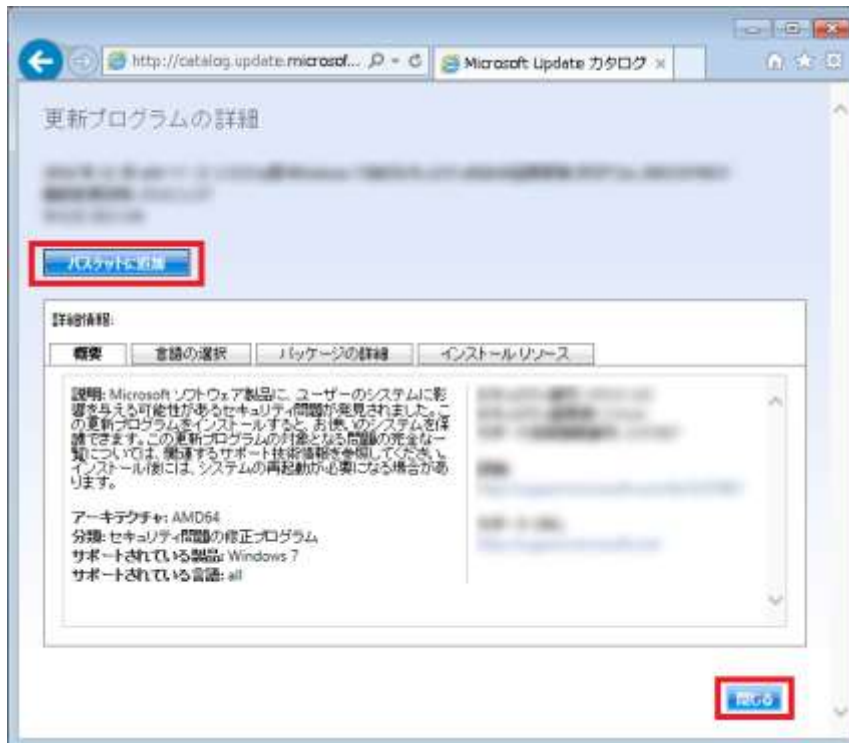 http://catalog.update.microsof...
Microsoft Update カタログ
更新プログラムの詳細
バスケットに追加
詳細情報:
概要
言語の選択
パッケージの詳細
インストール リソース
説明: Microsoft ソフトウェア製品に、ユーザーのシステムに影
響を与える可能性があるセキュリティ問題が発見されました。こ
の更新プログラムをインストールすると、お使いのシステムを保
護できます。この更新プログラムの対象となる問題の完全な一
覧については、関連するサポート技術情報を参照してください。
インストール後には、システムの再起動が必要になる場合があ
ります。
アーキテクチャ: AMD64
分類: セキュリティ問題の修正プログラム
サポートされている製品: Windows 7
サポートされている言語: all
閉じる